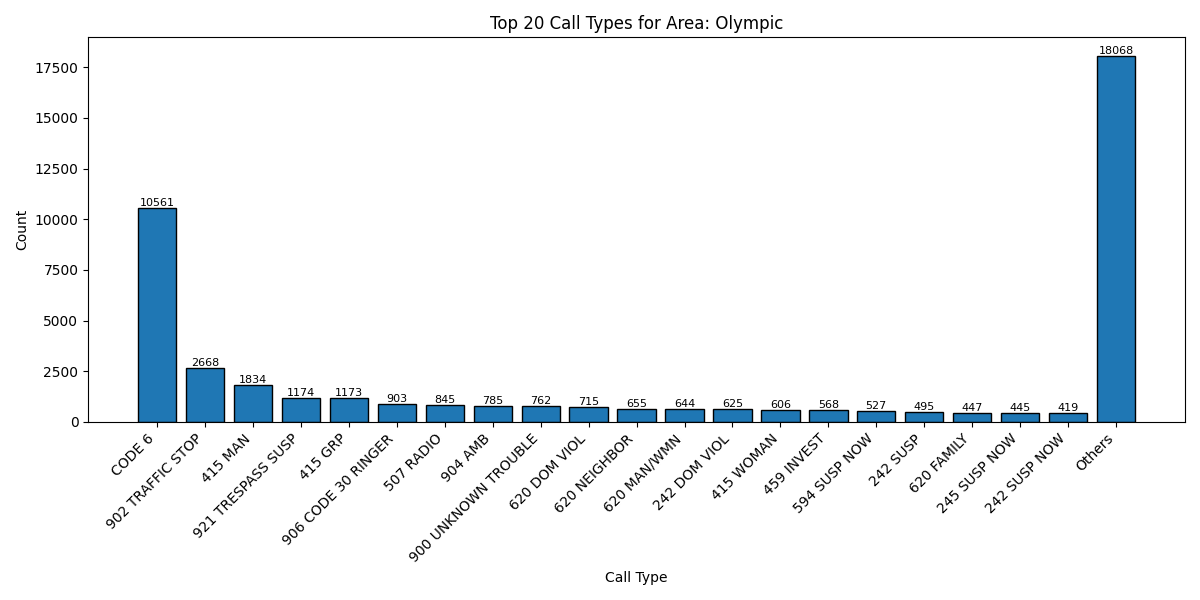 Top 20 Call Types for Area: Olympic
Count
17500
15000
12500
10000
7500
5000
2500
0
10561
2668
1834
1174
1173
903
845
785
762
715
655
644
625
606
568
527
495
447
445
419
18068
CODE 6
902 TRAFFIC STOP
415 MAN
921 TRESPASS SUSP
415 GRP
906 CODE 30 RINGER
507 RADIO
904 AMB
900 UNKNOWN TROUBLE
620 DOM VIOL
620 NEIGHBOR
620 MAN/WMN
242 DOM VIOL
415 WOMAN
459 INVEST
594 SUSP NOW
242 SUSP
620 FAMILY
245 SUSP NOW
242 SUSP NOW
Others
Call Type